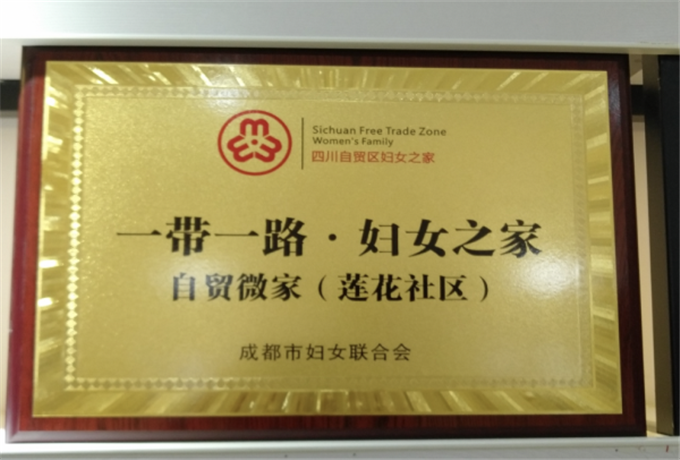 Sichuan Free Trade Zone
Women's Family
四川自贸区妇女之家
一带一路·妇女之家
自贸微家（莲花社区）
成都市妇女联合会